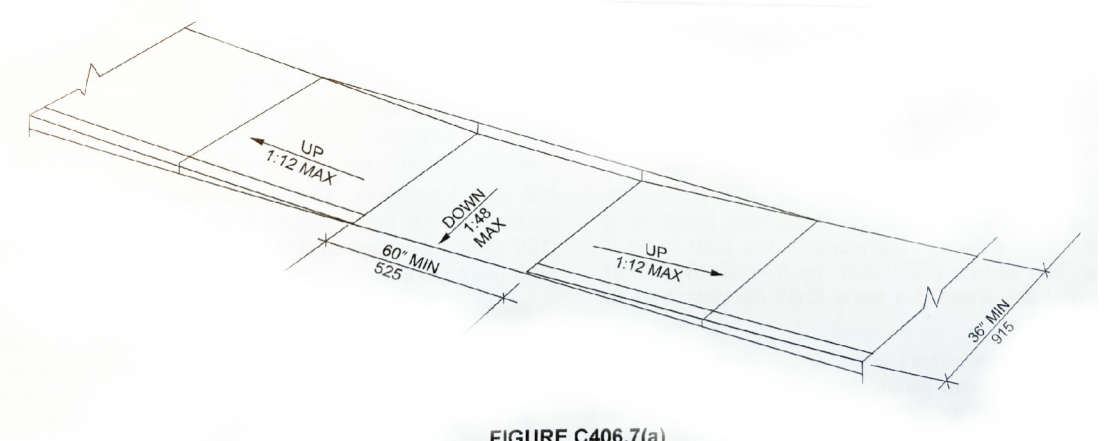 UP
1:12 MAX
DOWN
1:48
MAX
60" MIN
525
UP
1:12 MAX
36" MIN
915
FIGURE C406.7(a)